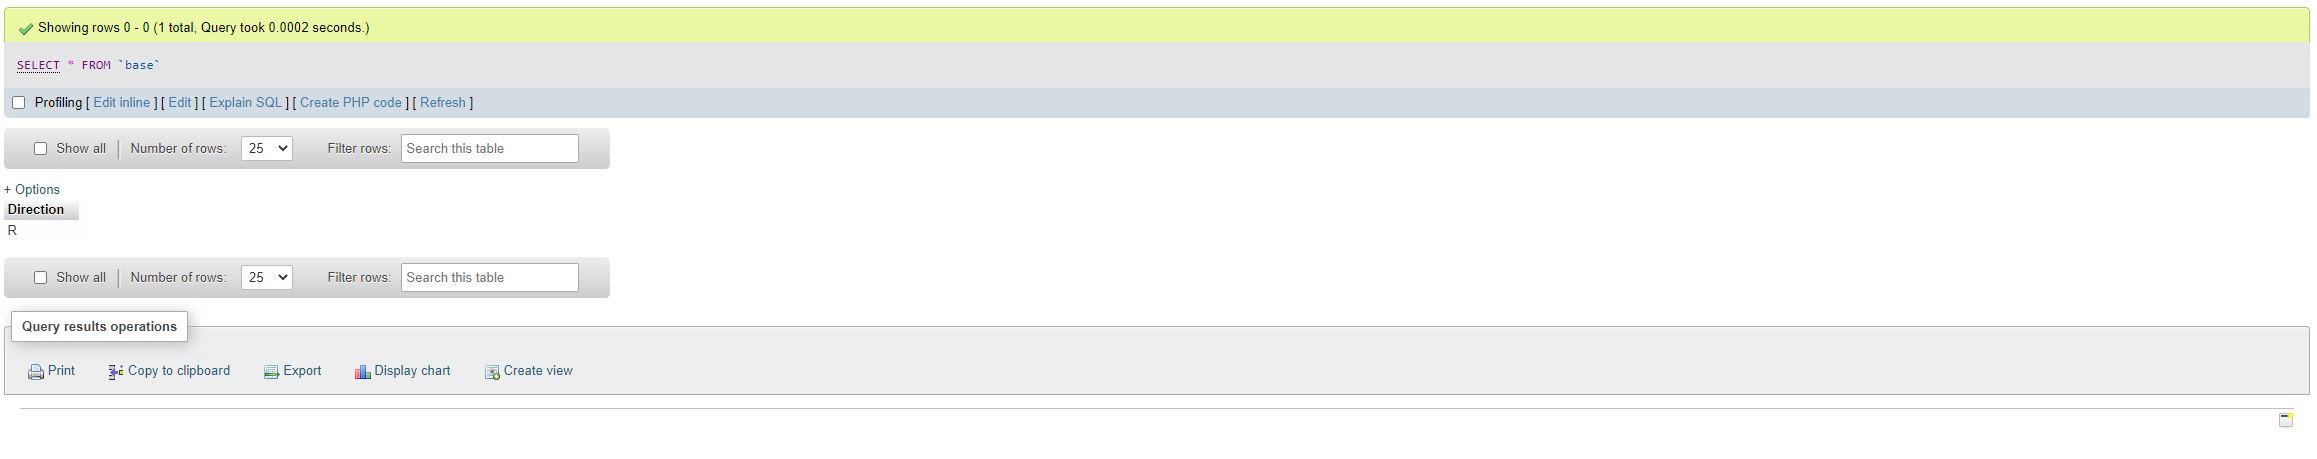 Showing rows 0 - 0 (1 total, Query took 0.0002 seconds.)
SELECT * FROM `base`
Profiling [ Edit inline ] [ Edit ] [ Explain SQL ] [ Create PHP code ] [ Refresh ]
Show all | Number of rows: 25 Filter rows: Search this table
+ Options
Direction
R
Show all | Number of rows: 25 Filter rows: Search this table
Query results operations
Print Copy to clipboard Export Display chart Create view